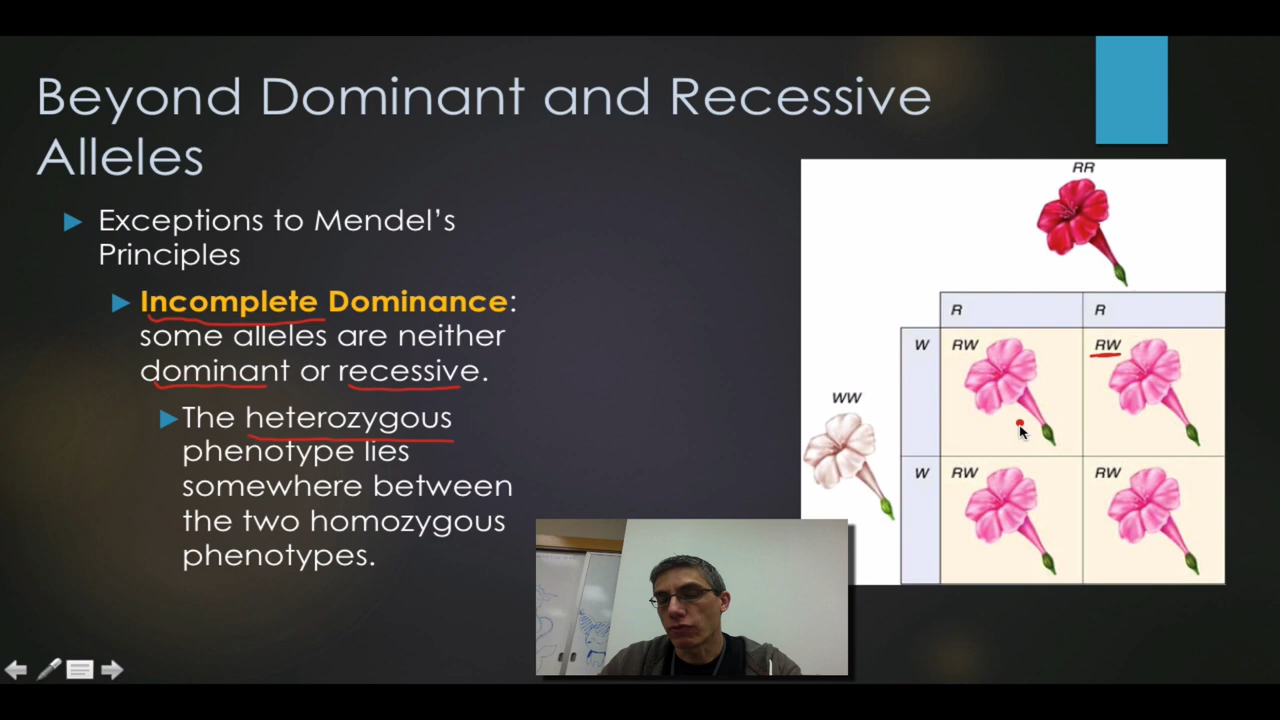 Beyond Dominant and Recessive
Alleles
Exceptions to Mendel's
Principles
Incomplete Dominance:
some alleles are neither
dominant or recessive.
The heterozygous
phenotype lies
somewhere between
the two homozygous
phenotypes.
RR
R R
WW
W RW RW
W RW RW